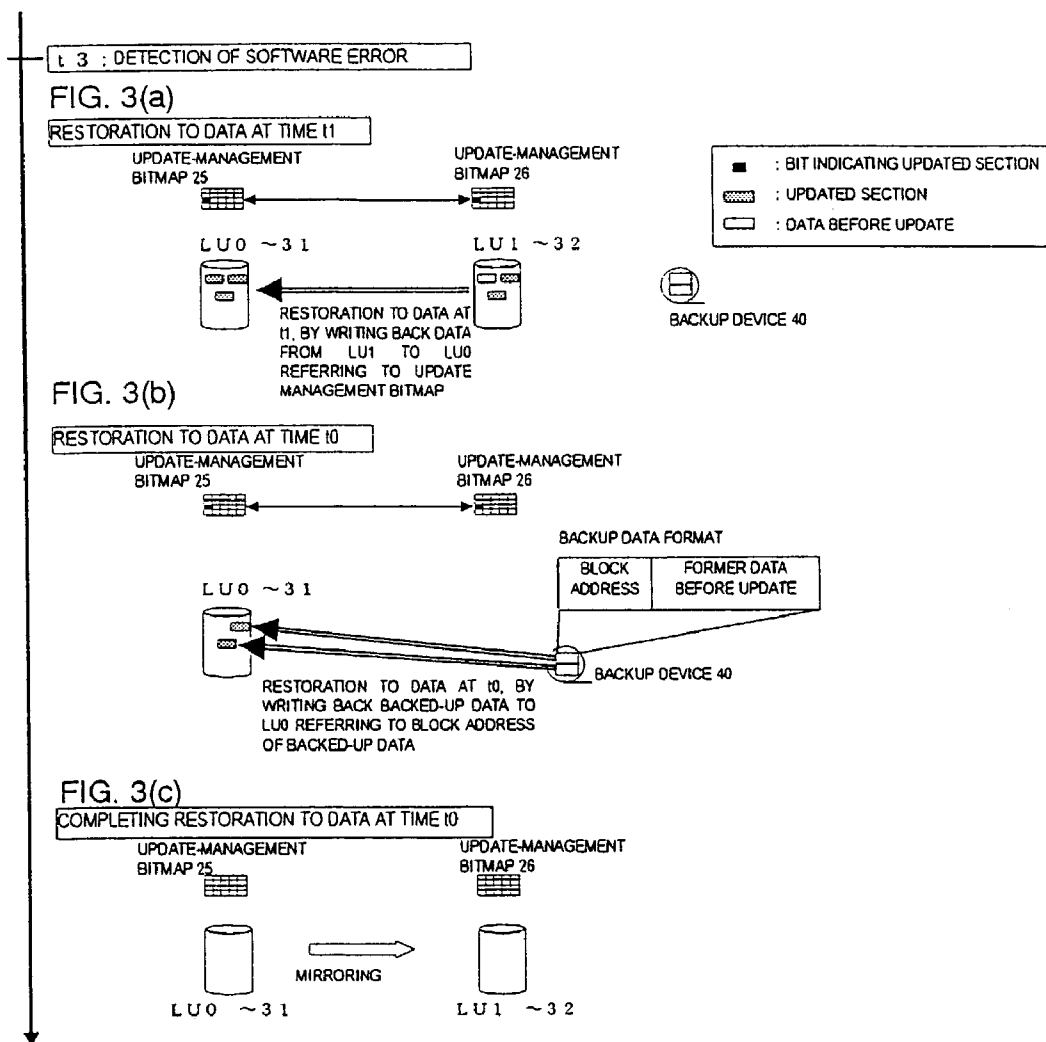 t 3 : DETECTION OF SOFTWARE ERROR
FIG. 3(a)
RESTORATION TO DATA AT TIME t1
UPDATE-MANAGEMENT
BITMAP 25
UPDATE-MANAGEMENT
BITMAP 26
: BIT INDICATING UPDATED SECTION
: UPDATED SECTION
: DATA BEFORE UPDATE
LU0 ~31
LU1 ~32
RESTORATION TO DATA AT
t1, BY WRITING BACK DATA
FROM LU1 TO LU0
REFERRING TO UPDATE
MANAGEMENT BITMAP
BACKUP DEVICE 40
FIG. 3(b)
RESTORATION TO DATA AT TIME t0
UPDATE-MANAGEMENT
BITMAP 25
UPDATE-MANAGEMENT
BITMAP 26
BACKUP DATA FORMAT
BLOCK
ADDRESS
FORMER DATA
BEFORE UPDATE
LU0 ~31
BACKUP DEVICE 40
RESTORATION TO DATA AT t0, BY
WRITING BACK BACKED-UP DATA TO
LU0 REFERRING TO BLOCK ADDRESS
OF BACKED-UP DATA
FIG. 3(c)
COMPLETING RESTORATION TO DATA AT TIME t0
UPDATE-MANAGEMENT
BITMAP 25
UPDATE-MANAGEMENT
BITMAP 26
MIRRORING
LU0 ~31
LU1 ~32